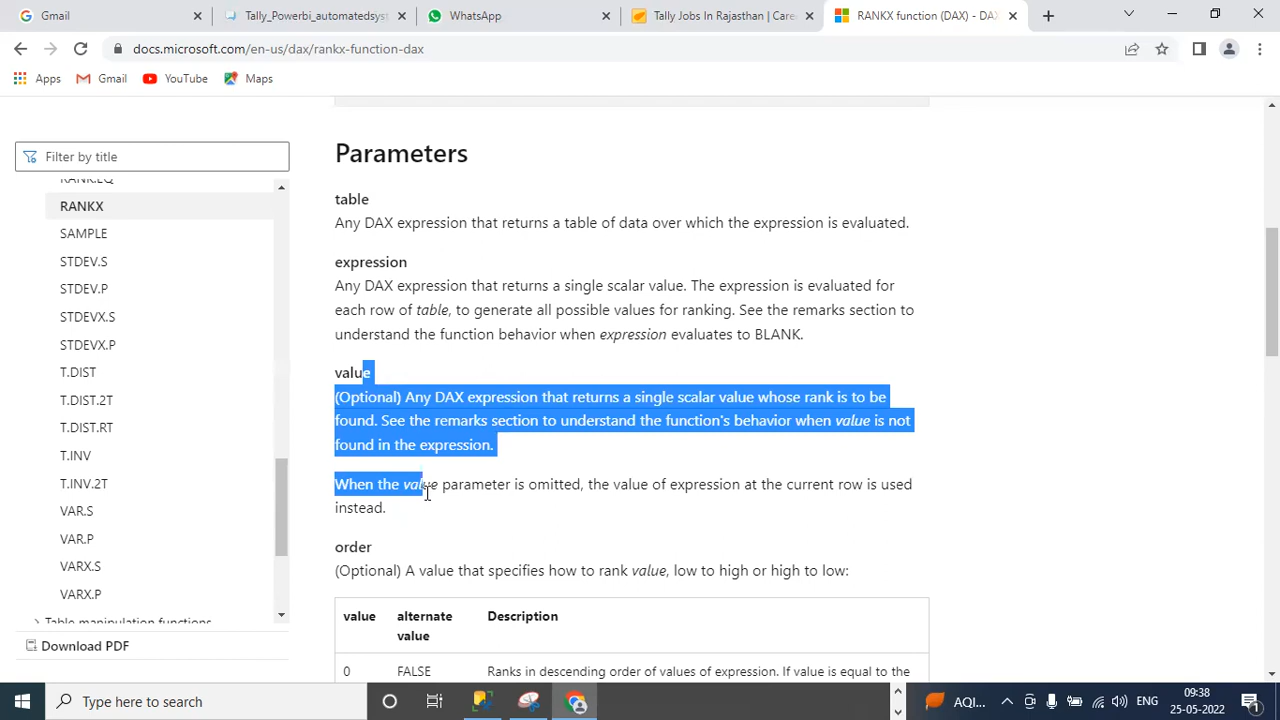 Gmail
Tally_Powerbi_automatedsys
WhatsApp
Tally Jobs In Rajasthan | Care
RANKX function (DAX) - DAX
docs.microsoft.com/en-us/dax/rankx-function-dax
Apps
Gmail
YouTube
Maps
Filter by title
RANK.EQ
RANKX
SAMPLE
STDEV.S
STDEV.P
STDEVX.S
STDEVX.P
T.DIST
T.DIST.2T
T.DIST.RT
T.INV
T.INV.2T
VAR.S
VAR.P
VARX.S
VARX.P
Table manipulation functions
Download PDF
Parameters
table
Any DAX expression that returns a table of data over which the expression is evaluated.
expression
Any DAX expression that returns a single scalar value. The expression is evaluated for
each row of table, to generate all possible values for ranking. See the remarks section to
understand the function behavior when expression evaluates to BLANK.
value
(Optional) Any DAX expression that returns a single scalar value whose rank is to be
found. See the remarks section to understand the function's behavior when value is not
found in the expression.
When the value parameter is omitted, the value of expression at the current row is used
instead.
order
(Optional) A value that specifies how to rank value, low to high or high to low:
value alternate value Description
0 FALSE Ranks in descending order of values of expression. If value is equal to the
Type here to search
AQI...
ENG
09:38
25-05-2022
1